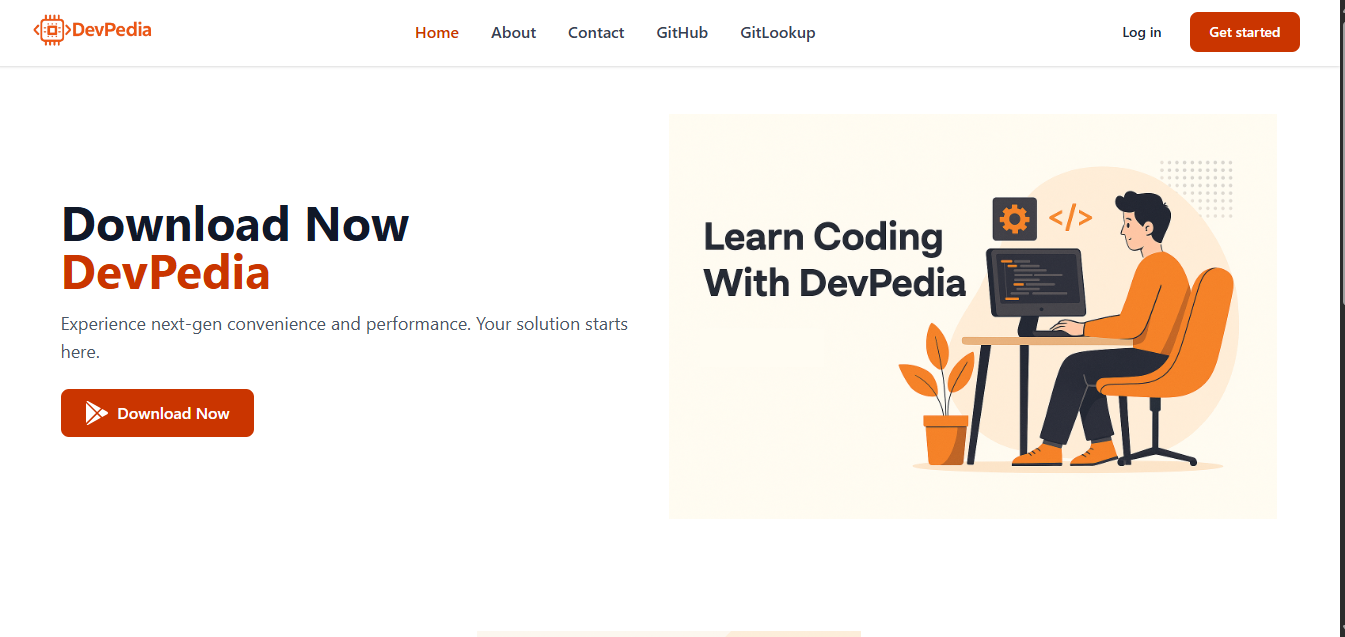 DevPedia
Home
About
Contact
GitHub
GitLookup
Log in
Get started
Download Now
DevPedia
Experience next-gen convenience and performance. Your solution starts
here.
Download Now
Learn Coding
With DevPedia
</>